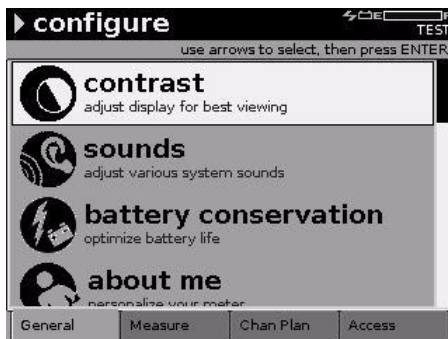 configure
E F
TEST
use arrows to select, then press ENTER
contrast
adjust display for best viewing
sounds
adjust various system sounds
battery conservation
optimize battery life
about me
personalize your meter
General Measure Chan Plan Access